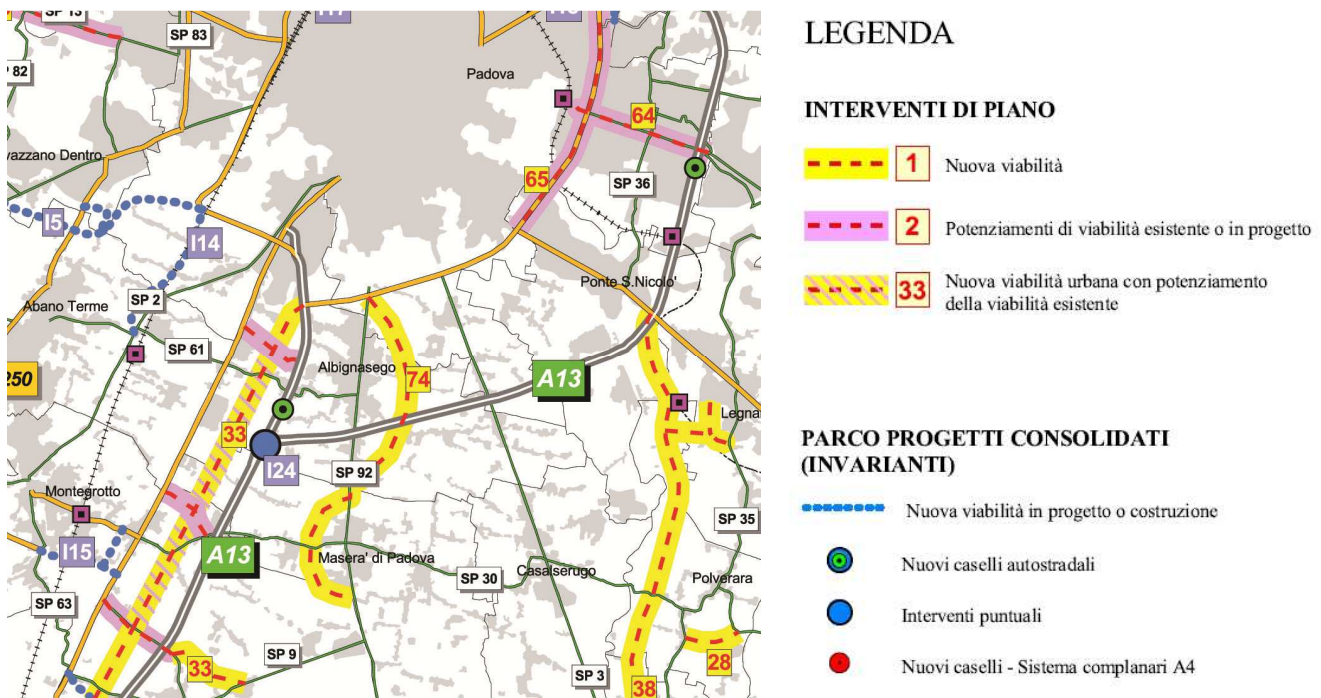 SP 13
SP 83
I17
Padova
64
SP 36
65
vazzano Dentro
I5
I14
Ponte S.Nicolo'
Abano Terme
SP 2
SP 61
Albignasego
74
A13
250
33
I24
Legna
SP 92
Montegrotto
I15
A13
Masera' di Padova
SP 30
Casalserugo
SP 35
Polverara
SP 63
33
SP 9
SP 3
38
28
LEGENDA
INTERVENTI DI PIANO
1 Nuova viabilità
2 Potenziamenti di viabilità esistente o in progetto
33 Nuova viabilità urbana con potenziamento
della viabilità esistente
PARCO PROGETTI CONSOLIDATI
(INVARIANTI)
Nuova viabilità in progetto o costruzione
Nuovi caselli autostradali
Interventi puntuali
Nuovi caselli - Sistema complanari A4